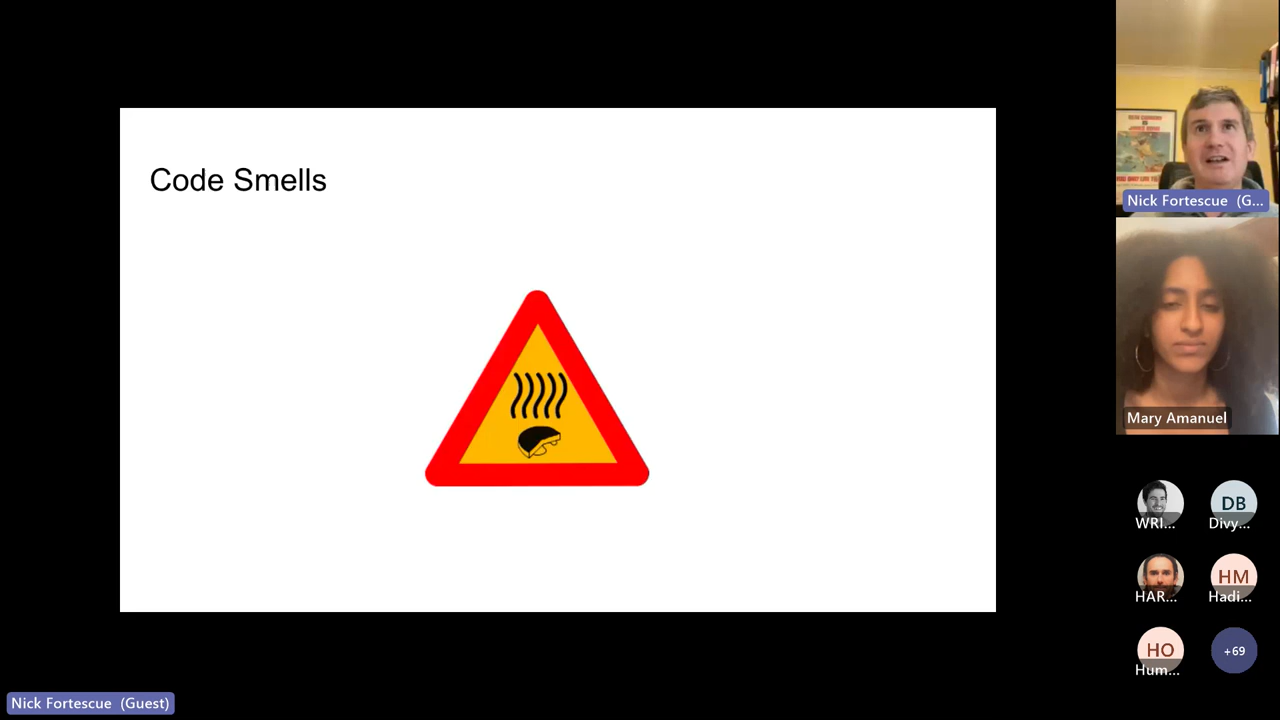 Code Smells
Nick Fortescue (G...
Mary Amanuel
WRI...
DB
Divy...
HAR...
HM
Hadi...
HO
Hum...
+69
Nick Fortescue (Guest)